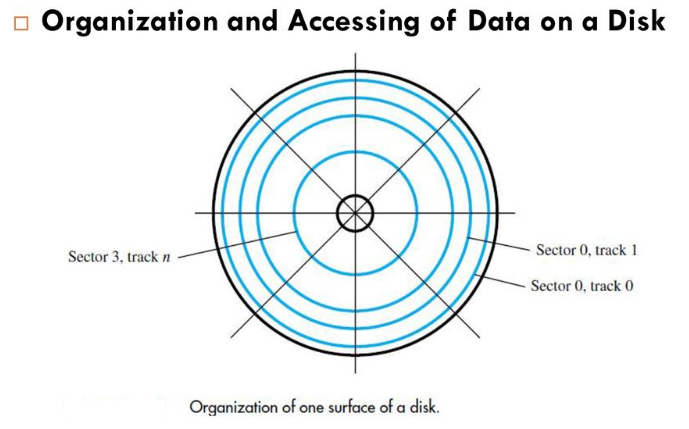 Organization and Accessing of Data on a Disk
Sector 3, track n
Sector 0, track 1
Sector 0, track 0
Organization of one surface of a disk.